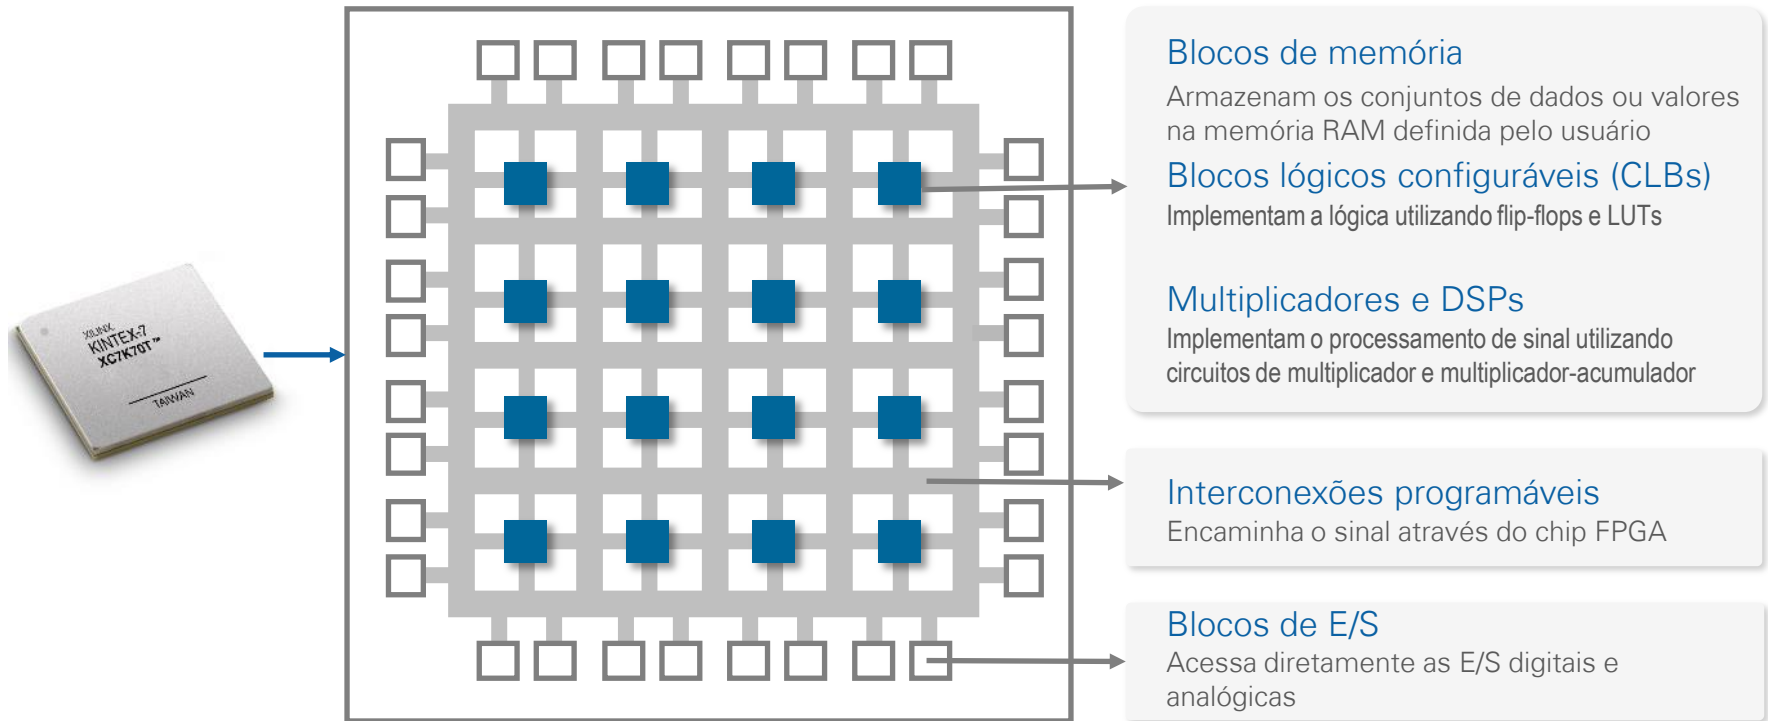 XILINX
KINTEX-7
XC7K70T™
TAIWAN
Blocos de memória
Armazenam os conjuntos de dados ou valores
na memória RAM definida pelo usuário
Blocos lógicos configuráveis (CLBs)
Implementam a lógica utilizando flip-flops e LUTs
Multiplicadores e DSPs
Implementam o processamento de sinal utilizando
circuitos de multiplicador e multiplicador-acumulador
Interconexões programáveis
Encaminha o sinal através do chip FPGA
Blocos de E/S
Acessa diretamente as E/S digitais e
analógicas